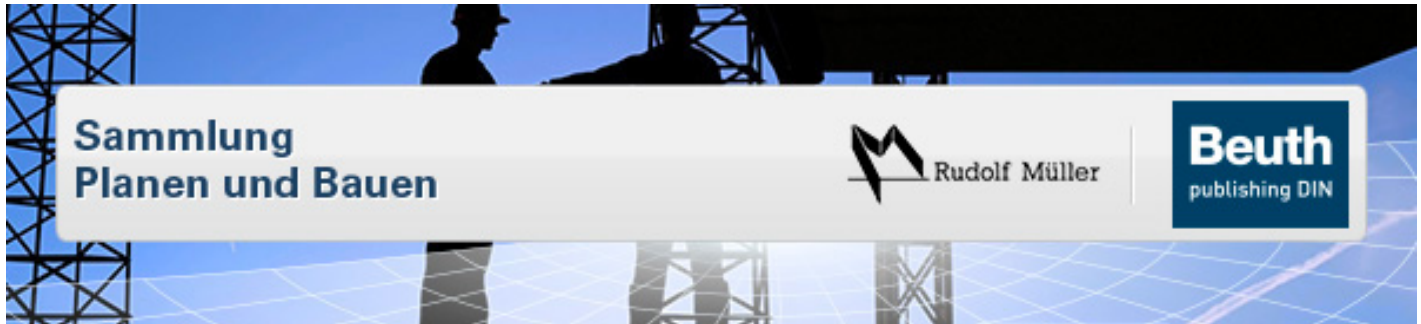 Sammlung
Planen und Bauen
Rudolf Müller
Beuth
publishing DIN